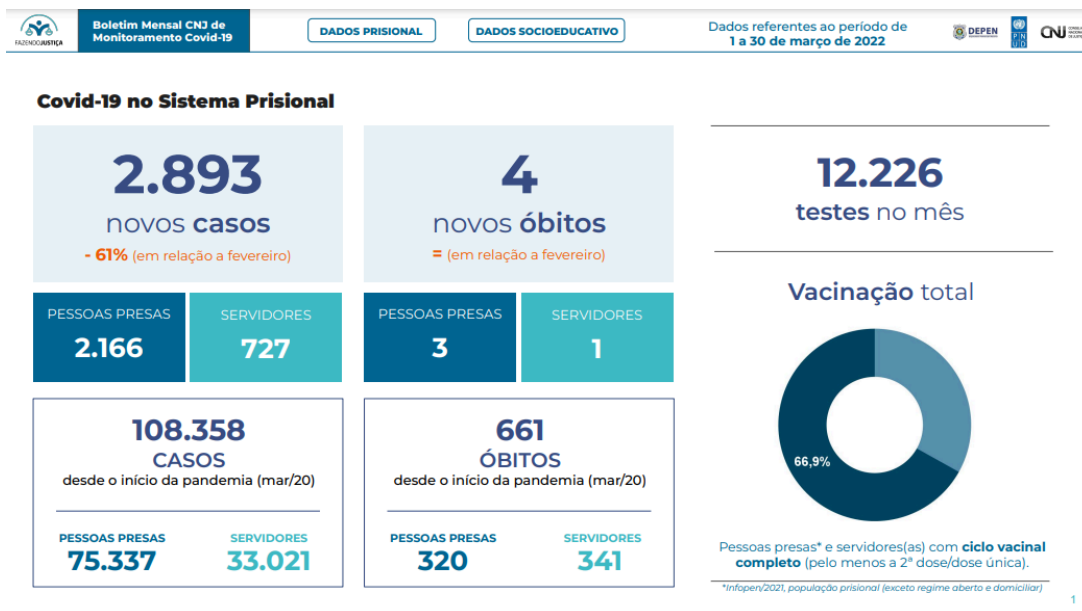 FAZENDOJUSTIÇA
Boletim Mensal CNJ de
Monitoramento Covid-19
DADOS PRISIONAL
DADOS SOCIOEDUCATIVO
Dados referentes ao período de
1 a 30 de março de 2022
DEPEN
P N
U D
CNJ
Covid-19 no Sistema Prisional
2.893
novos casos
- 61% (em relação a fevereiro)
PESSOAS PRESAS
2.166
SERVIDORES
727
4
novos óbitos
= (em relação a fevereiro)
PESSOAS PRESAS
3
SERVIDORES
1
12.226
testes no mês
108.358
CASOS
desde o início da pandemia (mar/20)
PESSOAS PRESAS
75.337
SERVIDORES
33.021
661
ÓBITOS
desde o início da pandemia (mar/20)
PESSOAS PRESAS
320
SERVIDORES
341
Vacinação total
66,9%
Pessoas presas* e servidores(as) com ciclo vacinal
completo (pelo menos a 2ª dose/dose única).
*Infopen/2021, população prisional (exceto regime aberto e domiciliar)
1